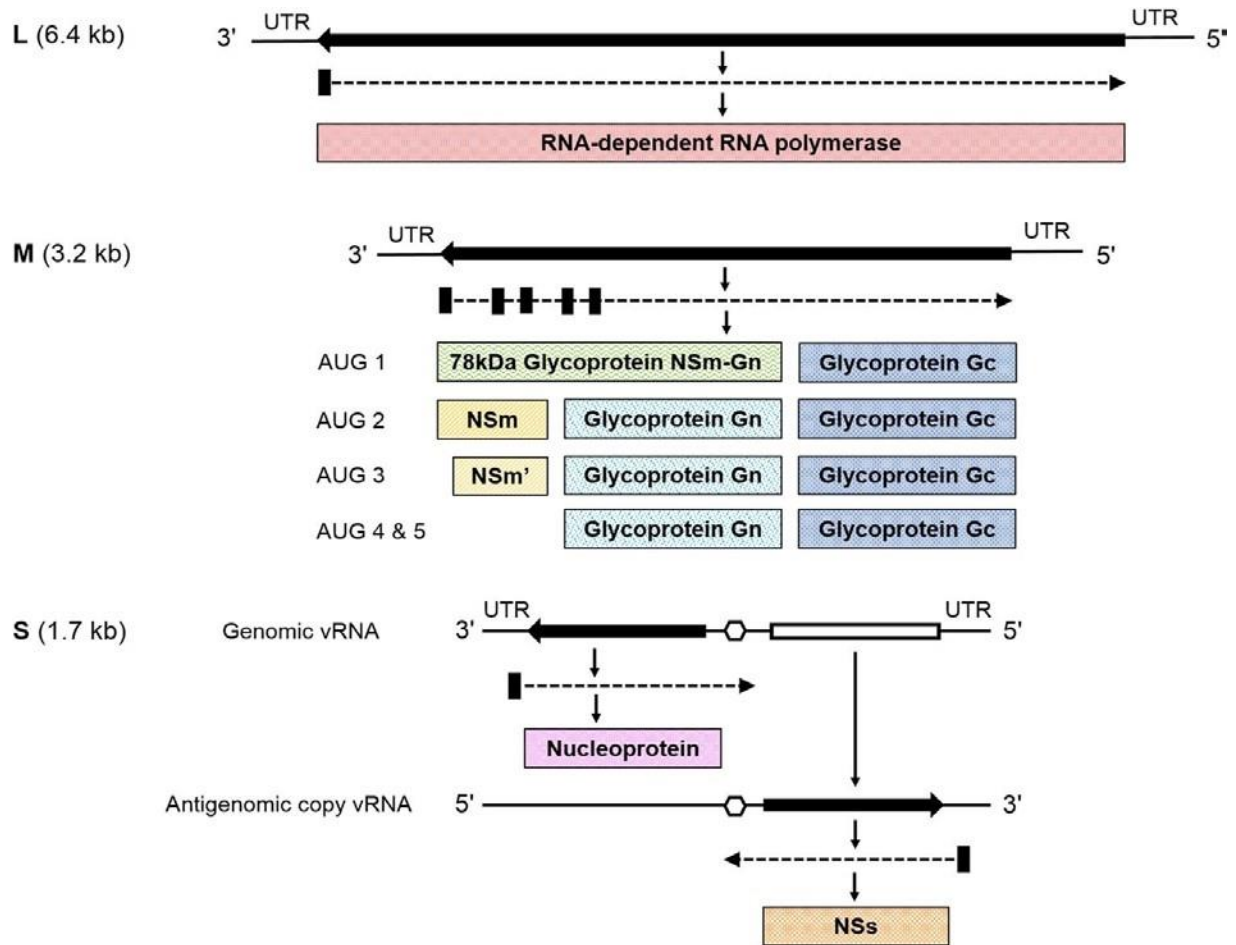 UTR UTR
L (6.4 kb) 3' 5"
RNA-dependent RNA polymerase
UTR UTR
M (3.2 kb) 3' 5'
AUG 1 78kDa Glycoprotein NSm-Gn Glycoprotein Gc
AUG 2 NSm Glycoprotein Gn Glycoprotein Gc
AUG 3 NSm’ Glycoprotein Gn Glycoprotein Gc
AUG 4 & 5 Glycoprotein Gn Glycoprotein Gc
UTR UTR
S (1.7 kb) Genomic vRNA 3' 5'
Nucleoprotein
Antigenomic copy vRNA 5' 3'
NSs